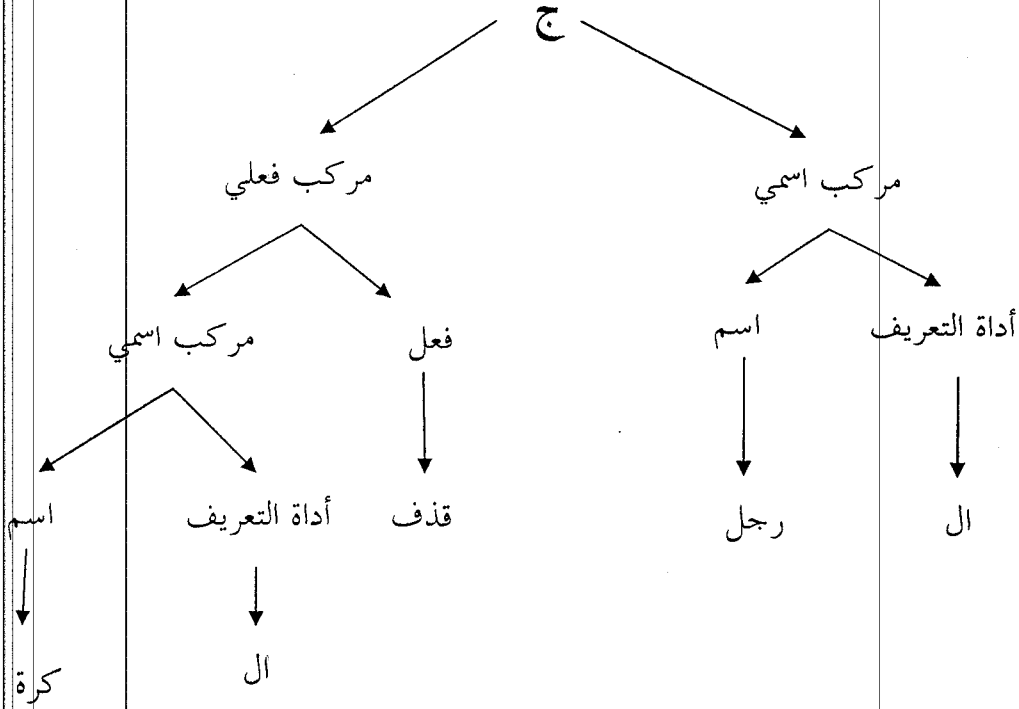 ج
مركب اسمي مركب فعلي
أداة التعريف اسم فعل مركب اسمي
ال رجل قذف أداة التعريف اسم
ال كرة